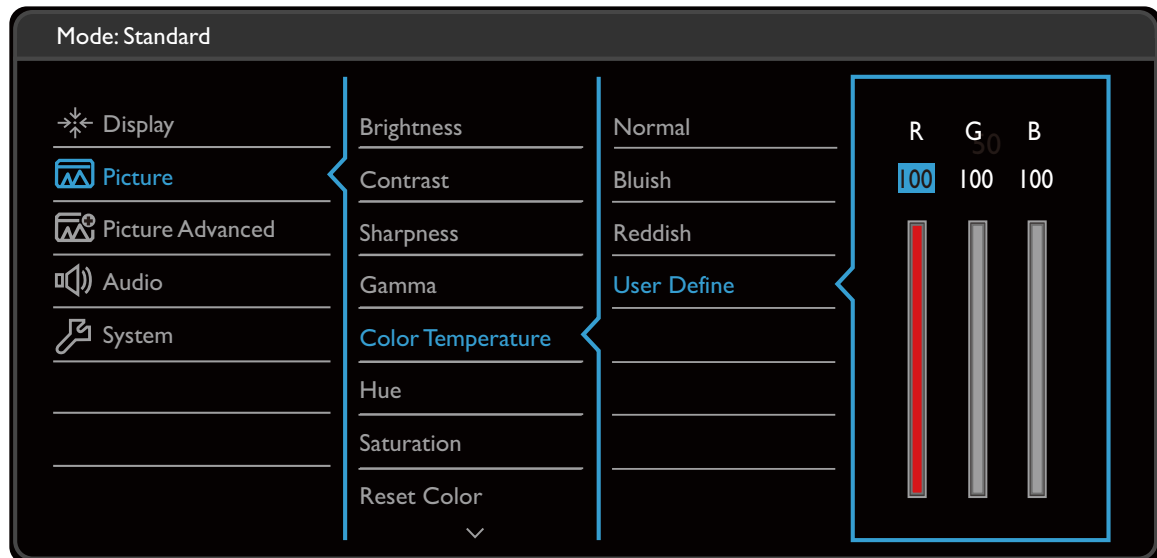 Mode: Standard
Display
Picture
Picture Advanced
Audio
System
Brightness
Contrast
Sharpness
Gamma
Color Temperature
Hue
Saturation
Reset Color
Normal
Bluish
Reddish
User Define
R G B
50
100 100 100